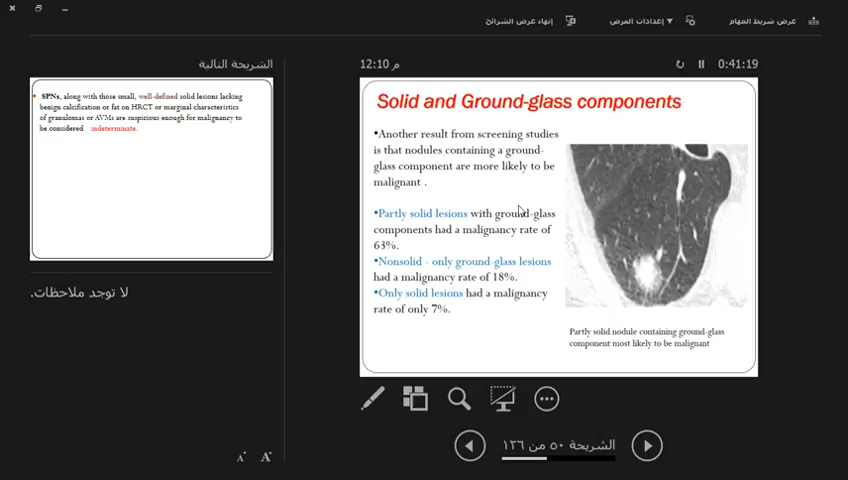 عرض شريط المهام
إعدادات العرض ▼
إنهاء عرض الشرائح
الشريحة التالية
• SPNs, along with those small, well-defined solid lesions lacking
benign calcification or fat on HRCT or marginal characteristics
of granulomas or AVMs are suspicious enough for malignancy to
be considered indeterminate.
لا توجد ملاحظات.
0:41:19
12:10 م
Solid and Ground-glass components
•Another result from screening studies
is that nodules containing a ground-
glass component are more likely to be
malignant .
•Partly solid lesions with ground-glass
components had a malignancy rate of
63%.
•Nonsolid - only ground-glass lesions
had a malignancy rate of 18%.
•Only solid lesions had a malignancy
rate of only 7%.
Partly solid nodule containing ground-glass
component most likely to be malignant
الشريحة ٥٠ من ١٣٦
A A